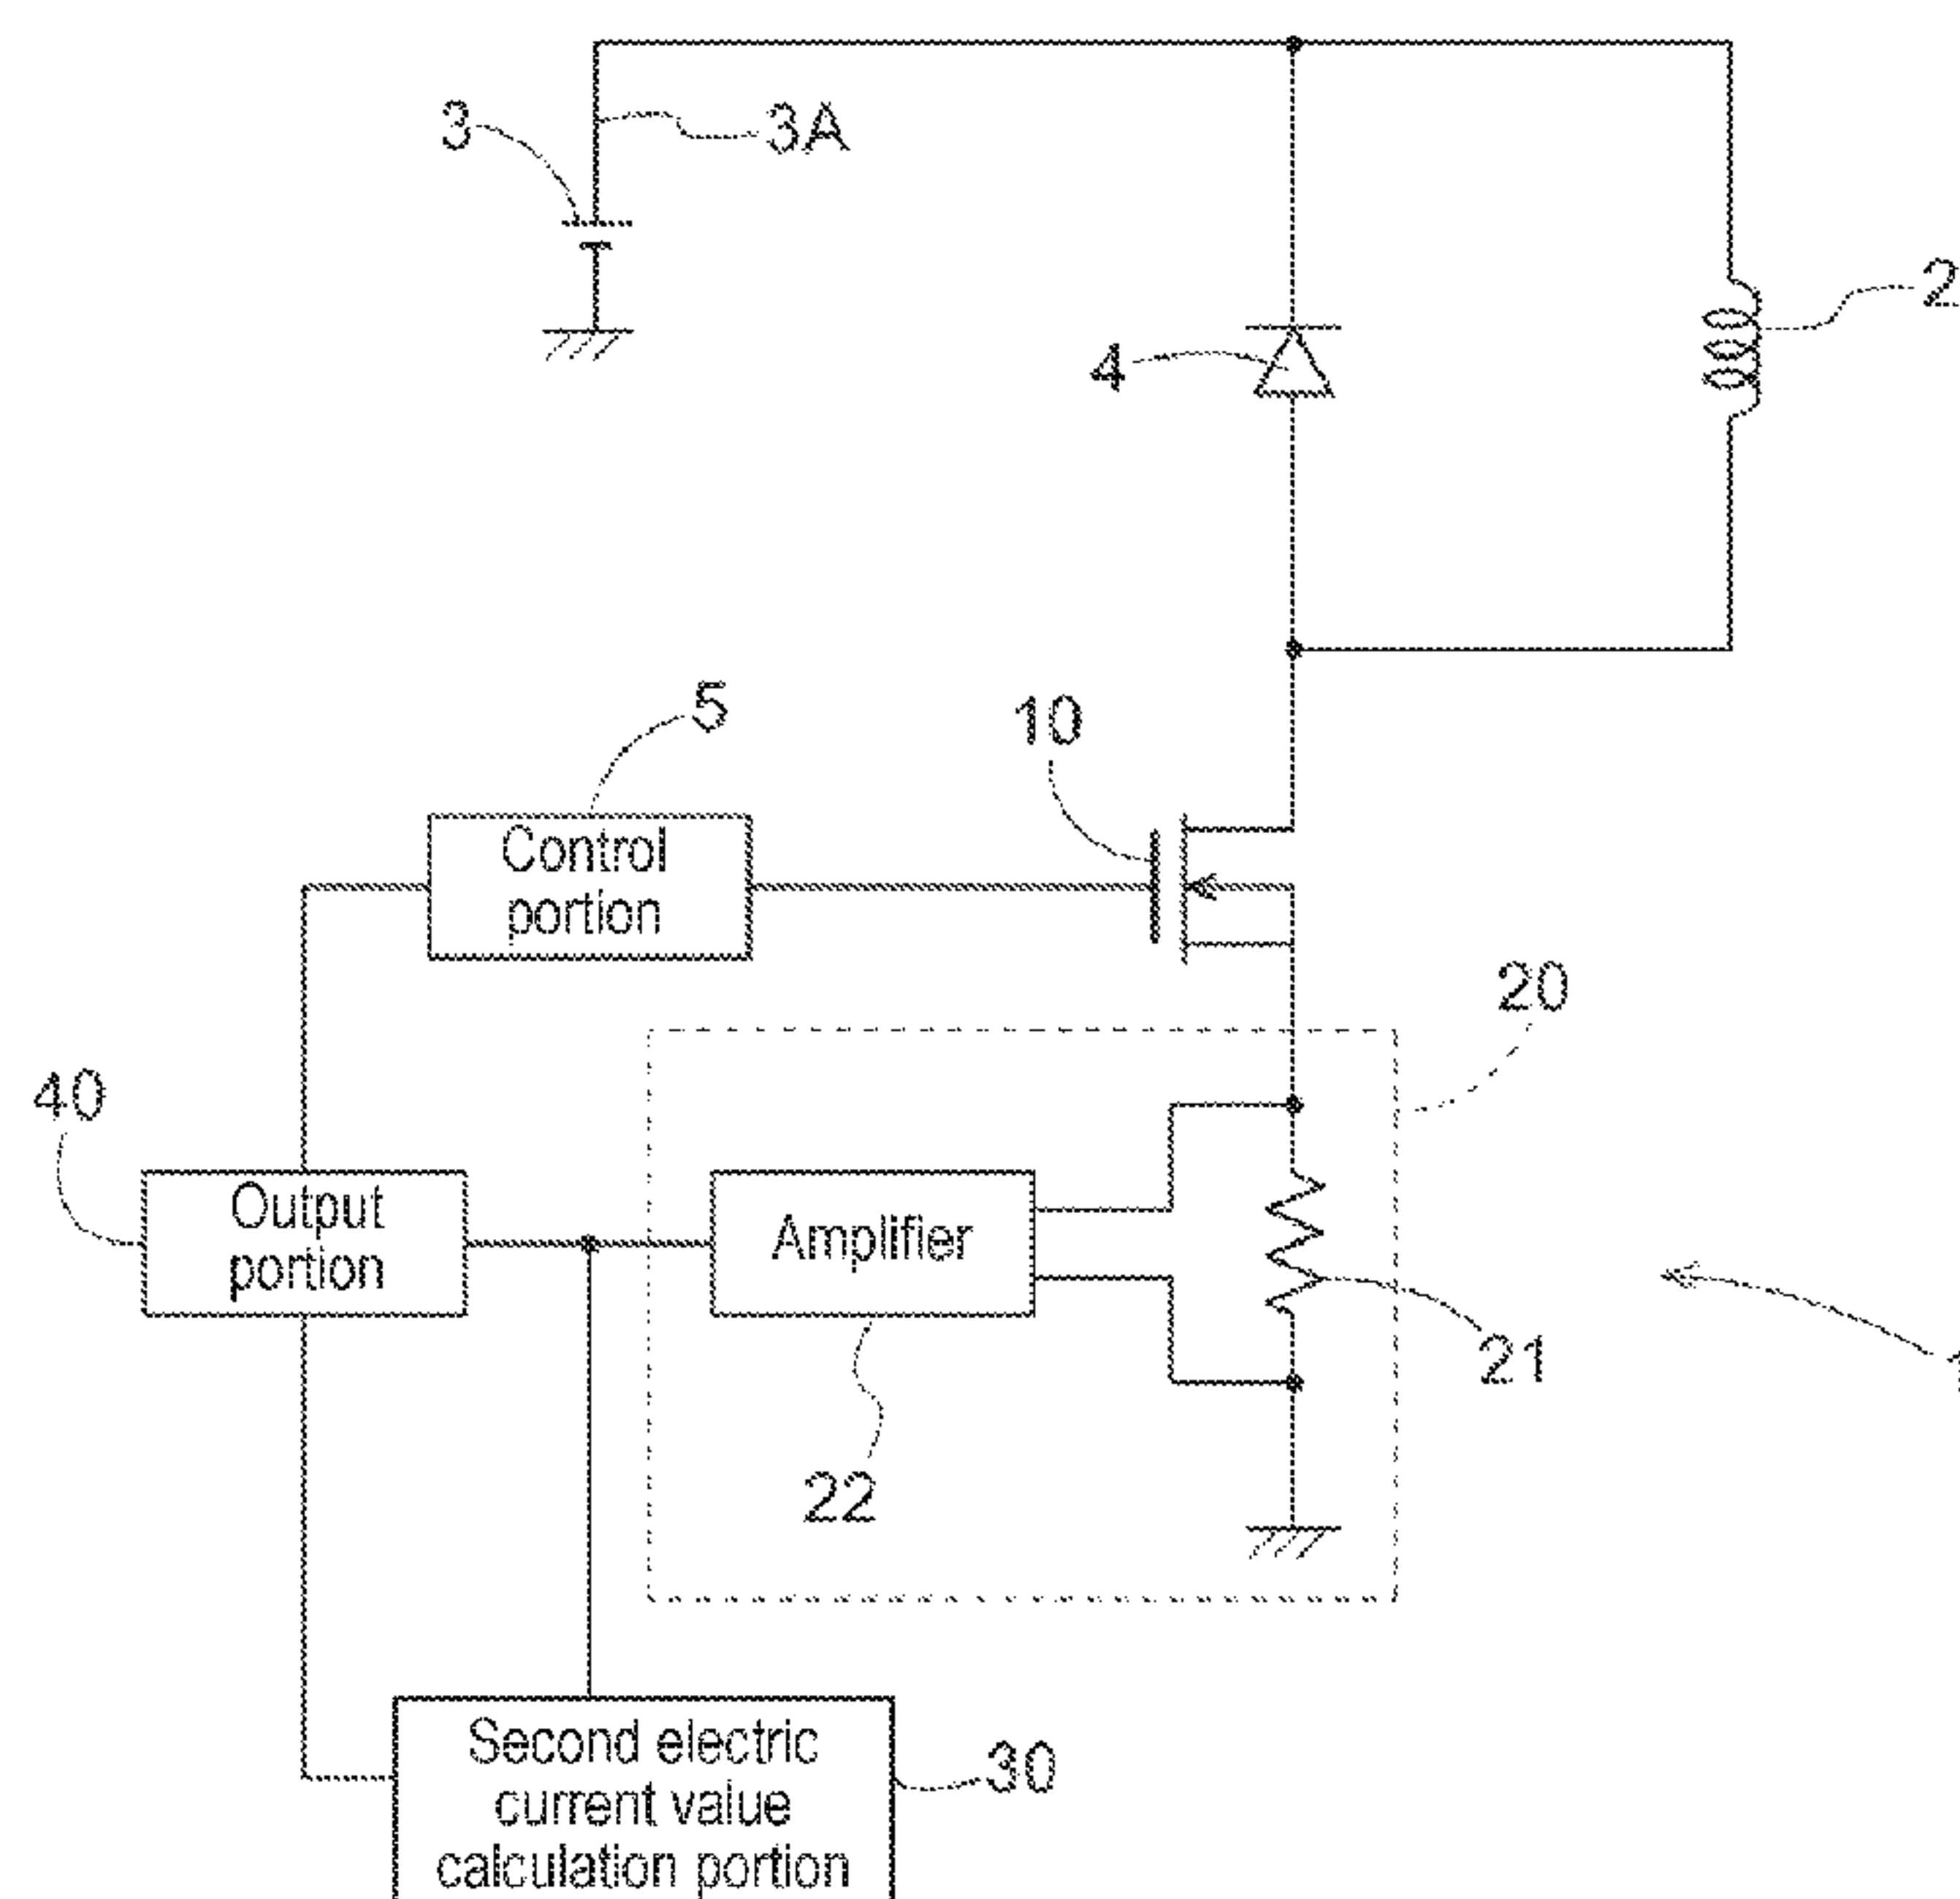 3
3A
2
4
5
10
Control
portion
20
40
Output
portion
Amplifier
21
1
22
Second electric
current value
calculation portion
30